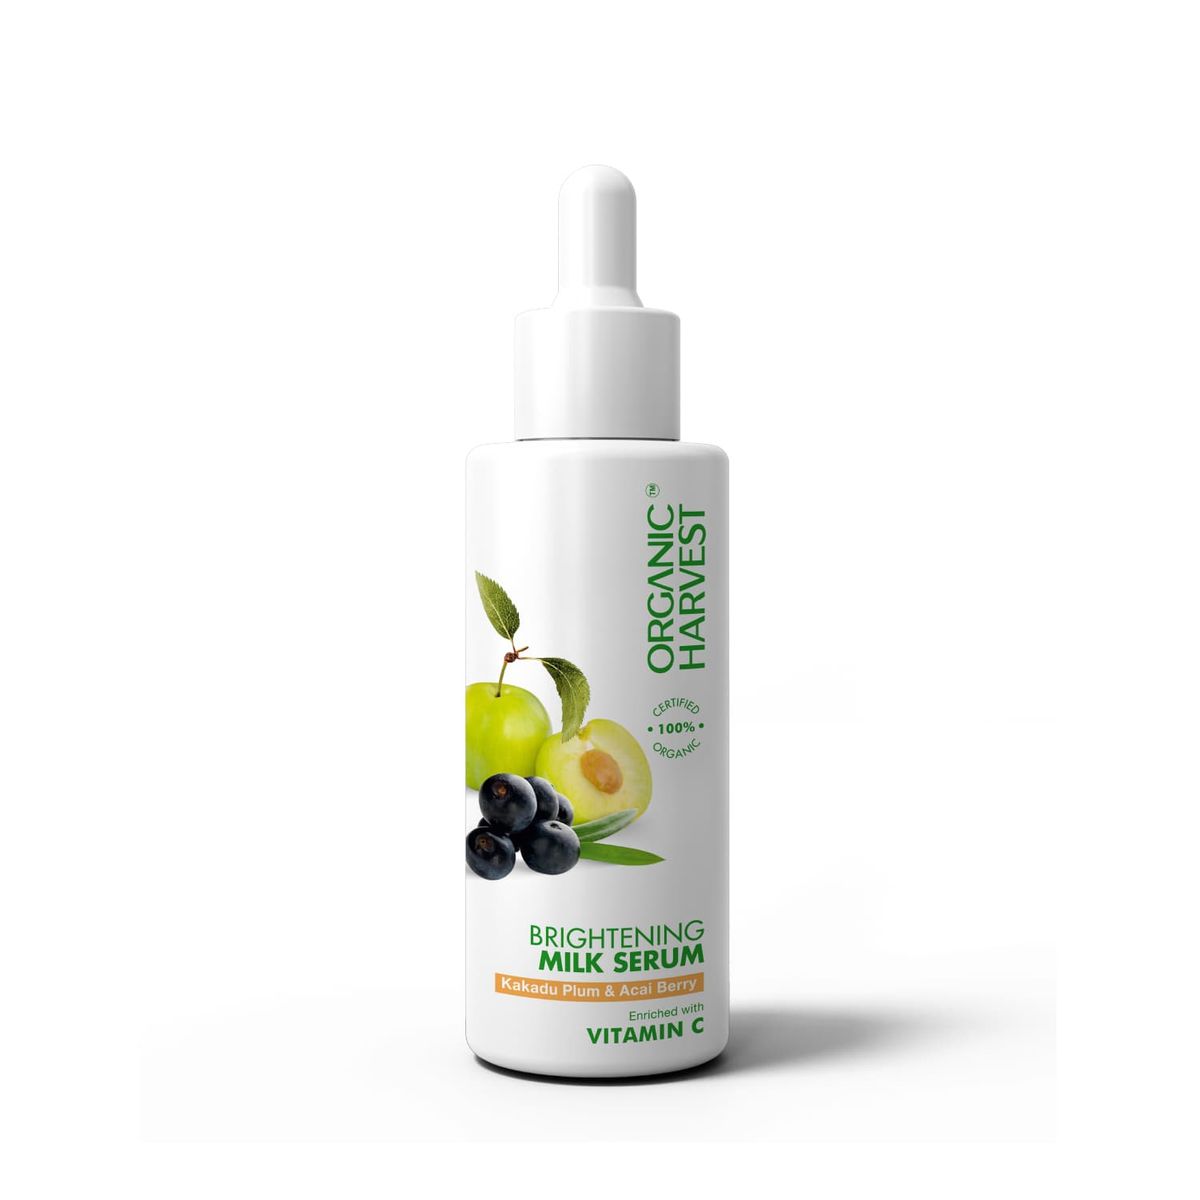 ORGANIC
HARVEST
TM
CERTIFIED
• 100% •
ORGANIC
BRIGHTENING
MILK SERUM
Kakadu Plum & Acai Berry
Enriched with
VITAMIN C